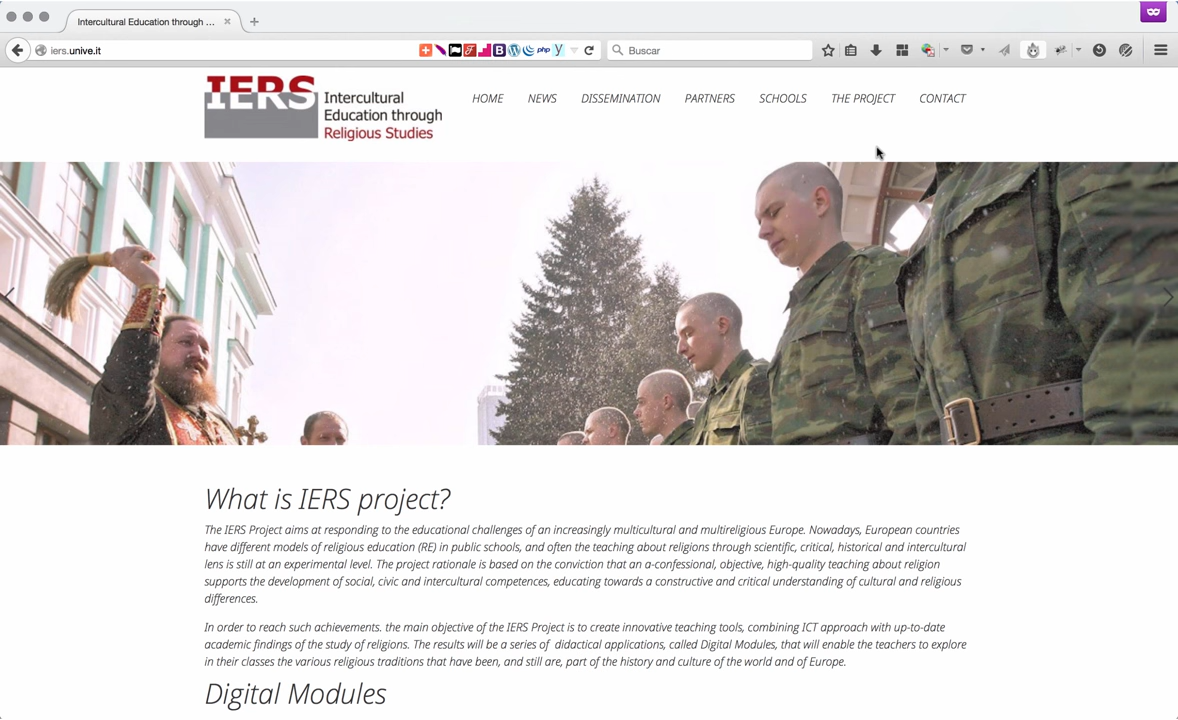 Intercultural Education through ...
iers.unive.it
php
Buscar
IERS
Intercultural
Education through
Religious Studies
HOME NEWS DISSEMINATION PARTNERS SCHOOLS THE PROJECT CONTACT
What is IERS project?
The IERS Project aims at responding to the educational challenges of an increasingly multicultural and multireligious Europe. Nowadays, European countries
have different models of religious education (RE) in public schools, and often the teaching about religions through scientific, critical, historical and intercultural
lens is still at an experimental level. The project rationale is based on the conviction that an a-confessional, objective, high-quality teaching about religion
supports the development of social, civic and intercultural competences, educating towards a constructive and critical understanding of cultural and religious
differences.
In order to reach such achievements. the main objective of the IERS Project is to create innovative teaching tools, combining ICT approach with up-to-date
academic findings of the study of religions. The results will be a series of didactical applications, called Digital Modules, that will enable the teachers to explore
in their classes the various religious traditions that have been, and still are, part of the history and culture of the world and of Europe.
Digital Modules